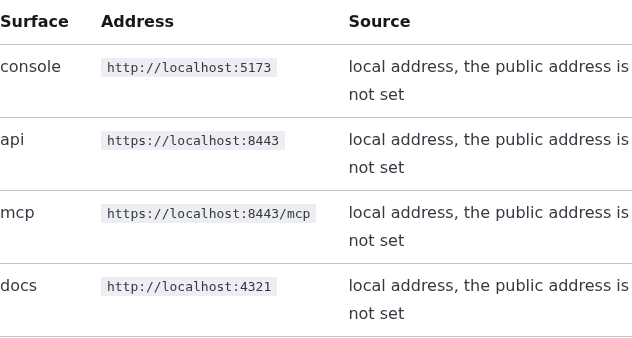 Surface Address Source
console http://localhost:5173 local address, the public address is
not set
api https://localhost:8443 local address, the public address is
not set
mcp https://localhost:8443/mcp local address, the public address is
not set
docs http://localhost:4321 local address, the public address is
not set